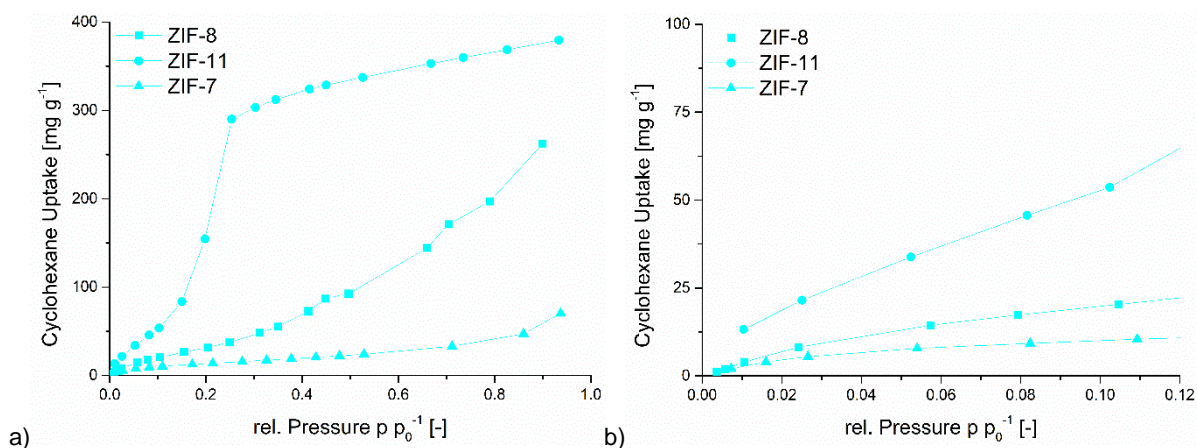 400
300
200
100
0
Cyclohexane Uptake [mg g⁻¹]
ZIF-8
ZIF-11
ZIF-7
0.0 0.2 0.4 0.6 0.8 1.0
rel. Pressure p p₀⁻¹ [-]
a)
100
75
50
25
0
Cyclohexane Uptake [mg g⁻¹]
ZIF-8
ZIF-11
ZIF-7
0.00 0.02 0.04 0.06 0.08 0.10 0.12
rel. Pressure p p₀⁻¹ [-]
b)